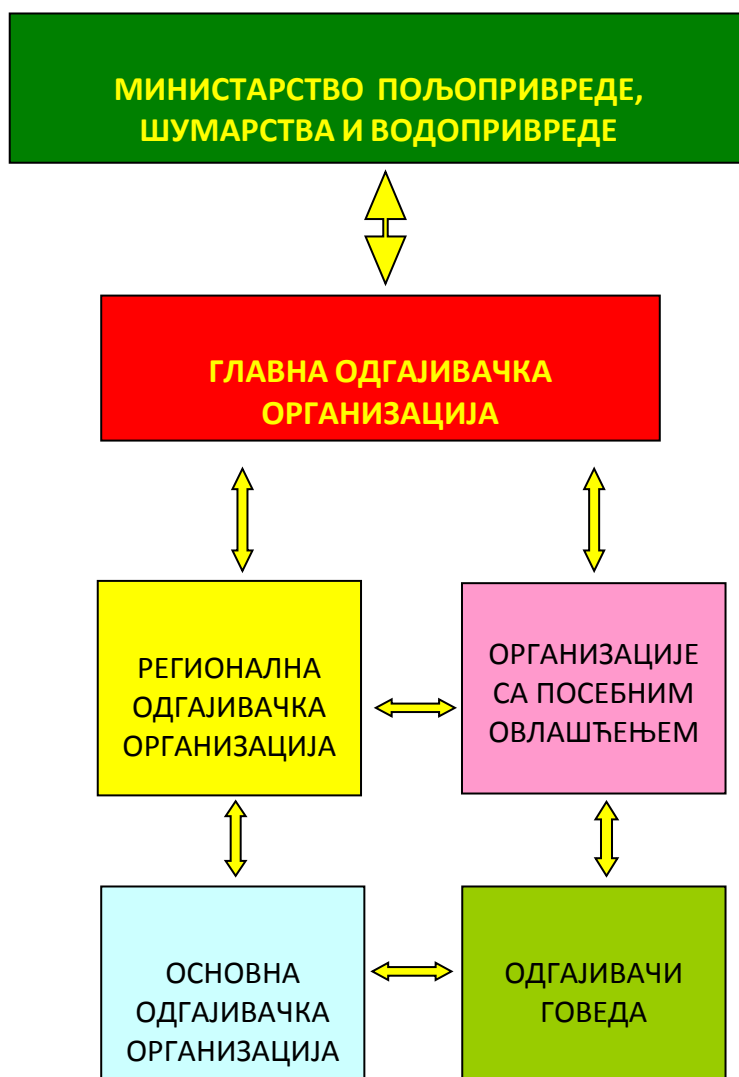 МИНИСТАРСТВО ПОЉОПРИВРЕДЕ,
ШУМАРСТВА И ВОДОПРИВРЕДЕ
ГЛАВНА ОДГАЈИВАЧКА
ОРГАНИЗАЦИЈА
РЕГИОНАЛНА
ОДГАЈИВАЧКА
ОРГАНИЗАЦИЈА
ОРГАНИЗАЦИЈЕ
СА ПОСЕБНИМ
ОВЛАШЋЕЊЕМ
ОСНОВНА
ОДГАЈИВАЧКА
ОРГАНИЗАЦИЈА
ОДГАЈИВАЧИ
ГОВЕДА